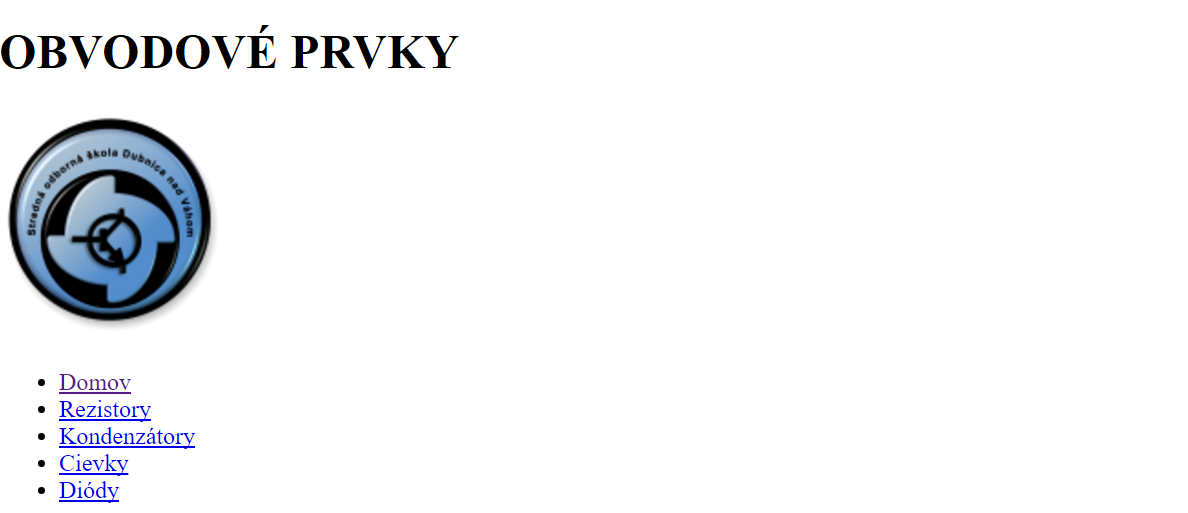 OBVODOVÉ PRVKY
Stredná odborná škola Dubnica nad Váhom
Domov
Rezistory
Kondenzátory
Cievky
Diódy